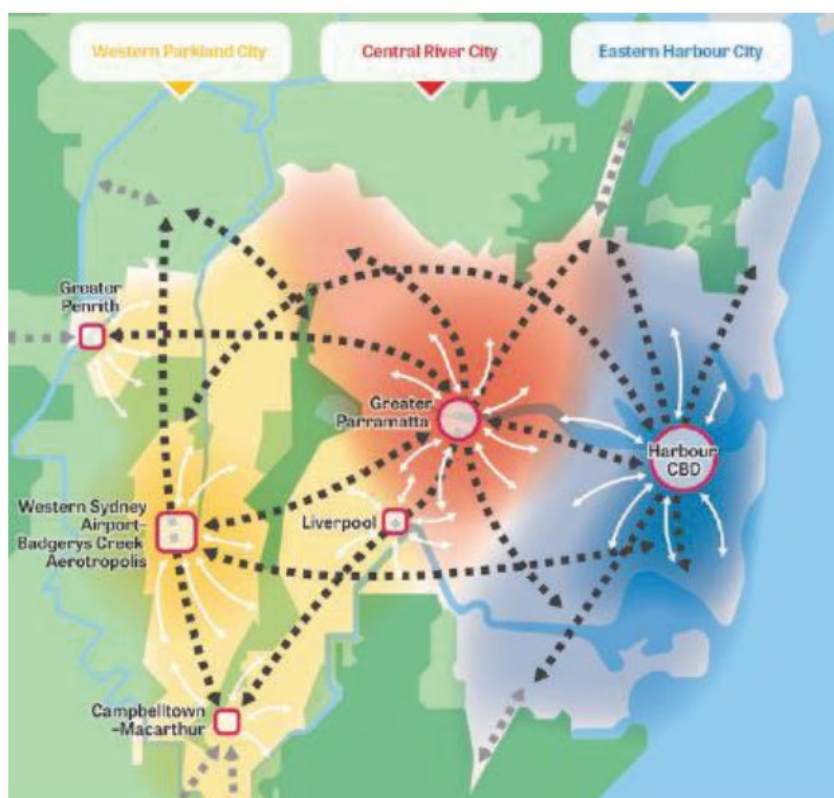 Western Parkland City
Central River City
Eastern Harbour City
Greater
Penrith
Greater
Parramatta
Harbour
CBD
Western Sydney
Airport–
Badgerys Creek
Aerotropolis
Liverpool
Campbelltown
–Macarthur